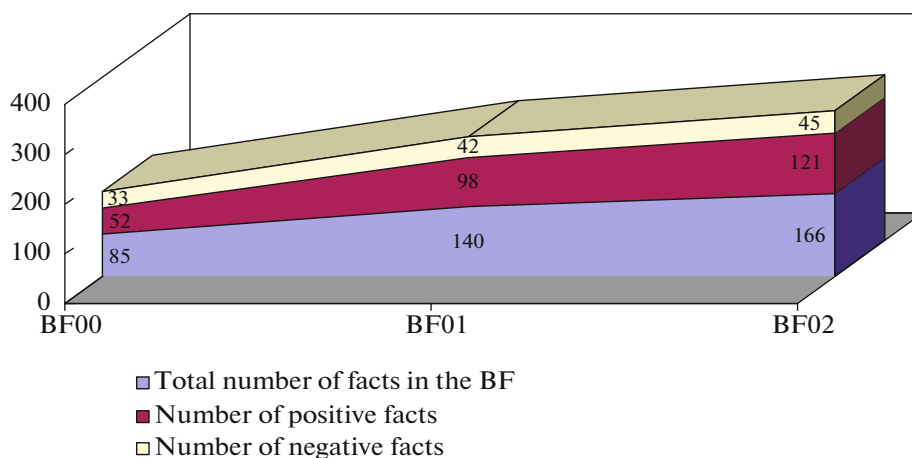 400
300
200
100
0
33
42
45
52
98
121
85
140
166
BF00
BF01
BF02
Total number of facts in the BF
Number of positive facts
Number of negative facts